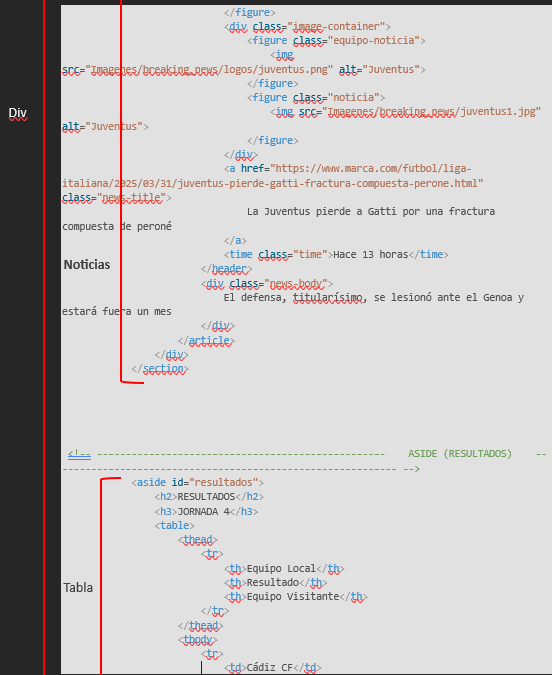 </figure>
<div class="image-container">
<figure class="equipo-noticia">
<img
src="Imagenes/breaking_news/logos/juventus.png" alt="Juventus">
</figure>
<figure class="noticia">
<img src="Imagenes/breaking_news/juventus1.jpg"
Div
alt="Juventus">
</figure>
</div>
<a href="https://www.marca.com/futbol/liga-
italiana/2025/03/31/juventus-pierde-gatti-fractura-compuesta-perone.html"
class="news-title">
La Juventus pierde a Gatti por una fractura
compuesta de peroné
</a>
<time class="time">Hace 13 horas</time>
Noticias
</header>
<div class="news-body">
El defensa, titularísimo, se lesionó ante el Genoa y
estará fuera un mes
</div>
</article>
</div>
</section>
<!-- -------------------------------------------------- ASIDE (RESULTADOS) --
---------------------------------------------------------- -->
<aside id="resultados">
<h2>RESULTADOS</h2>
<h3>JORNADA 4</h3>
<table>
<thead>
<tr>
<th>Equipo Local</th>
<th>Resultado</th>
Tabla
<th>Equipo Visitante</th>
</tr>
</thead>
<tbody>
<tr>
<td>Cádiz CF</td>